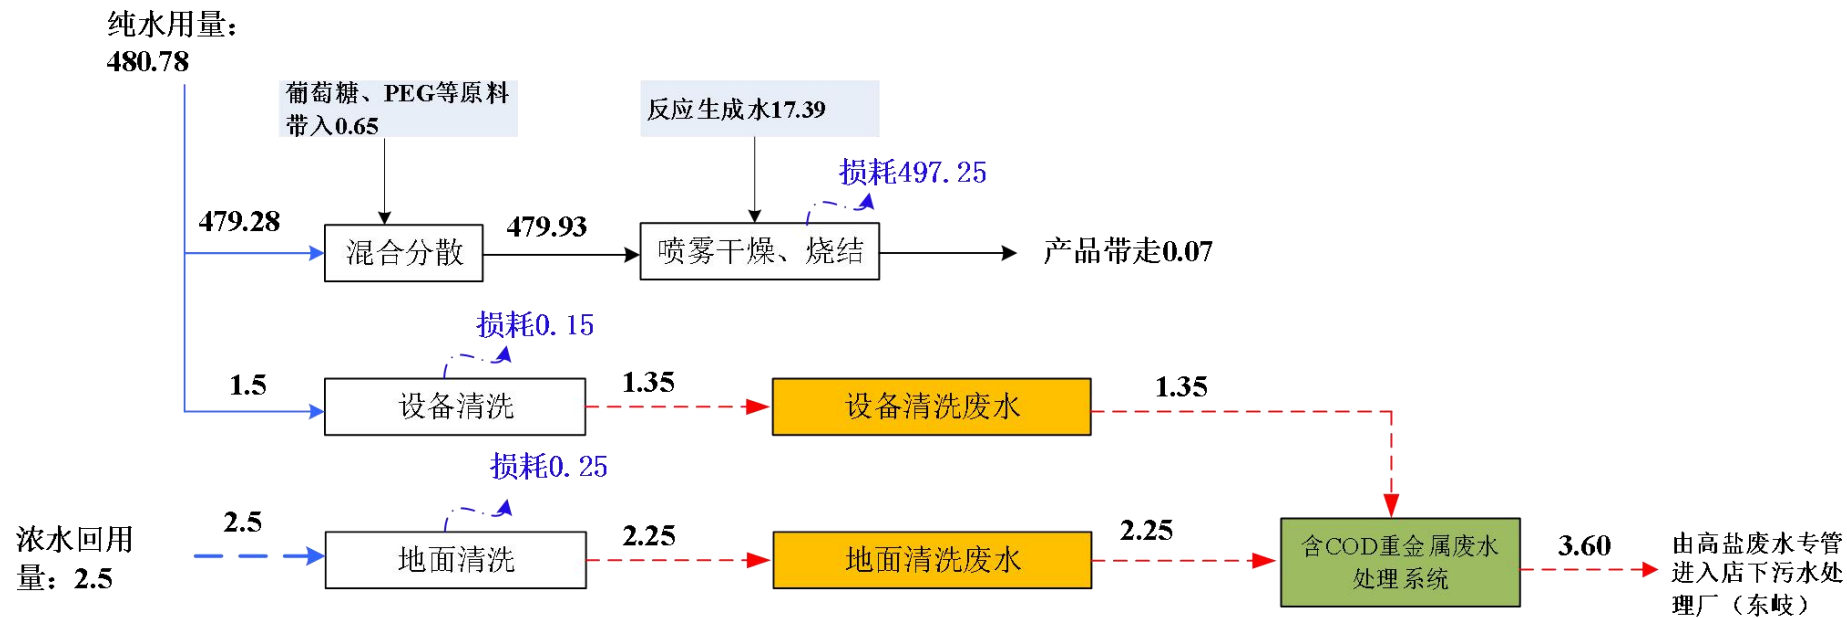 纯水用量：
480.78
葡萄糖、PEG等原料
带入0.65
反应生成水17.39
损耗497.25
479.28
混合分散
479.93
喷雾干燥、烧结
产品带走0.07
损耗0.15
1.5
设备清洗
1.35
设备清洗废水
1.35
损耗0.25
浓水回用
量：2.5
2.5
地面清洗
2.25
地面清洗废水
2.25
含COD重金属废水
处理系统
3.60
由高盐废水专管
进入店下污水处
理厂（东岐）